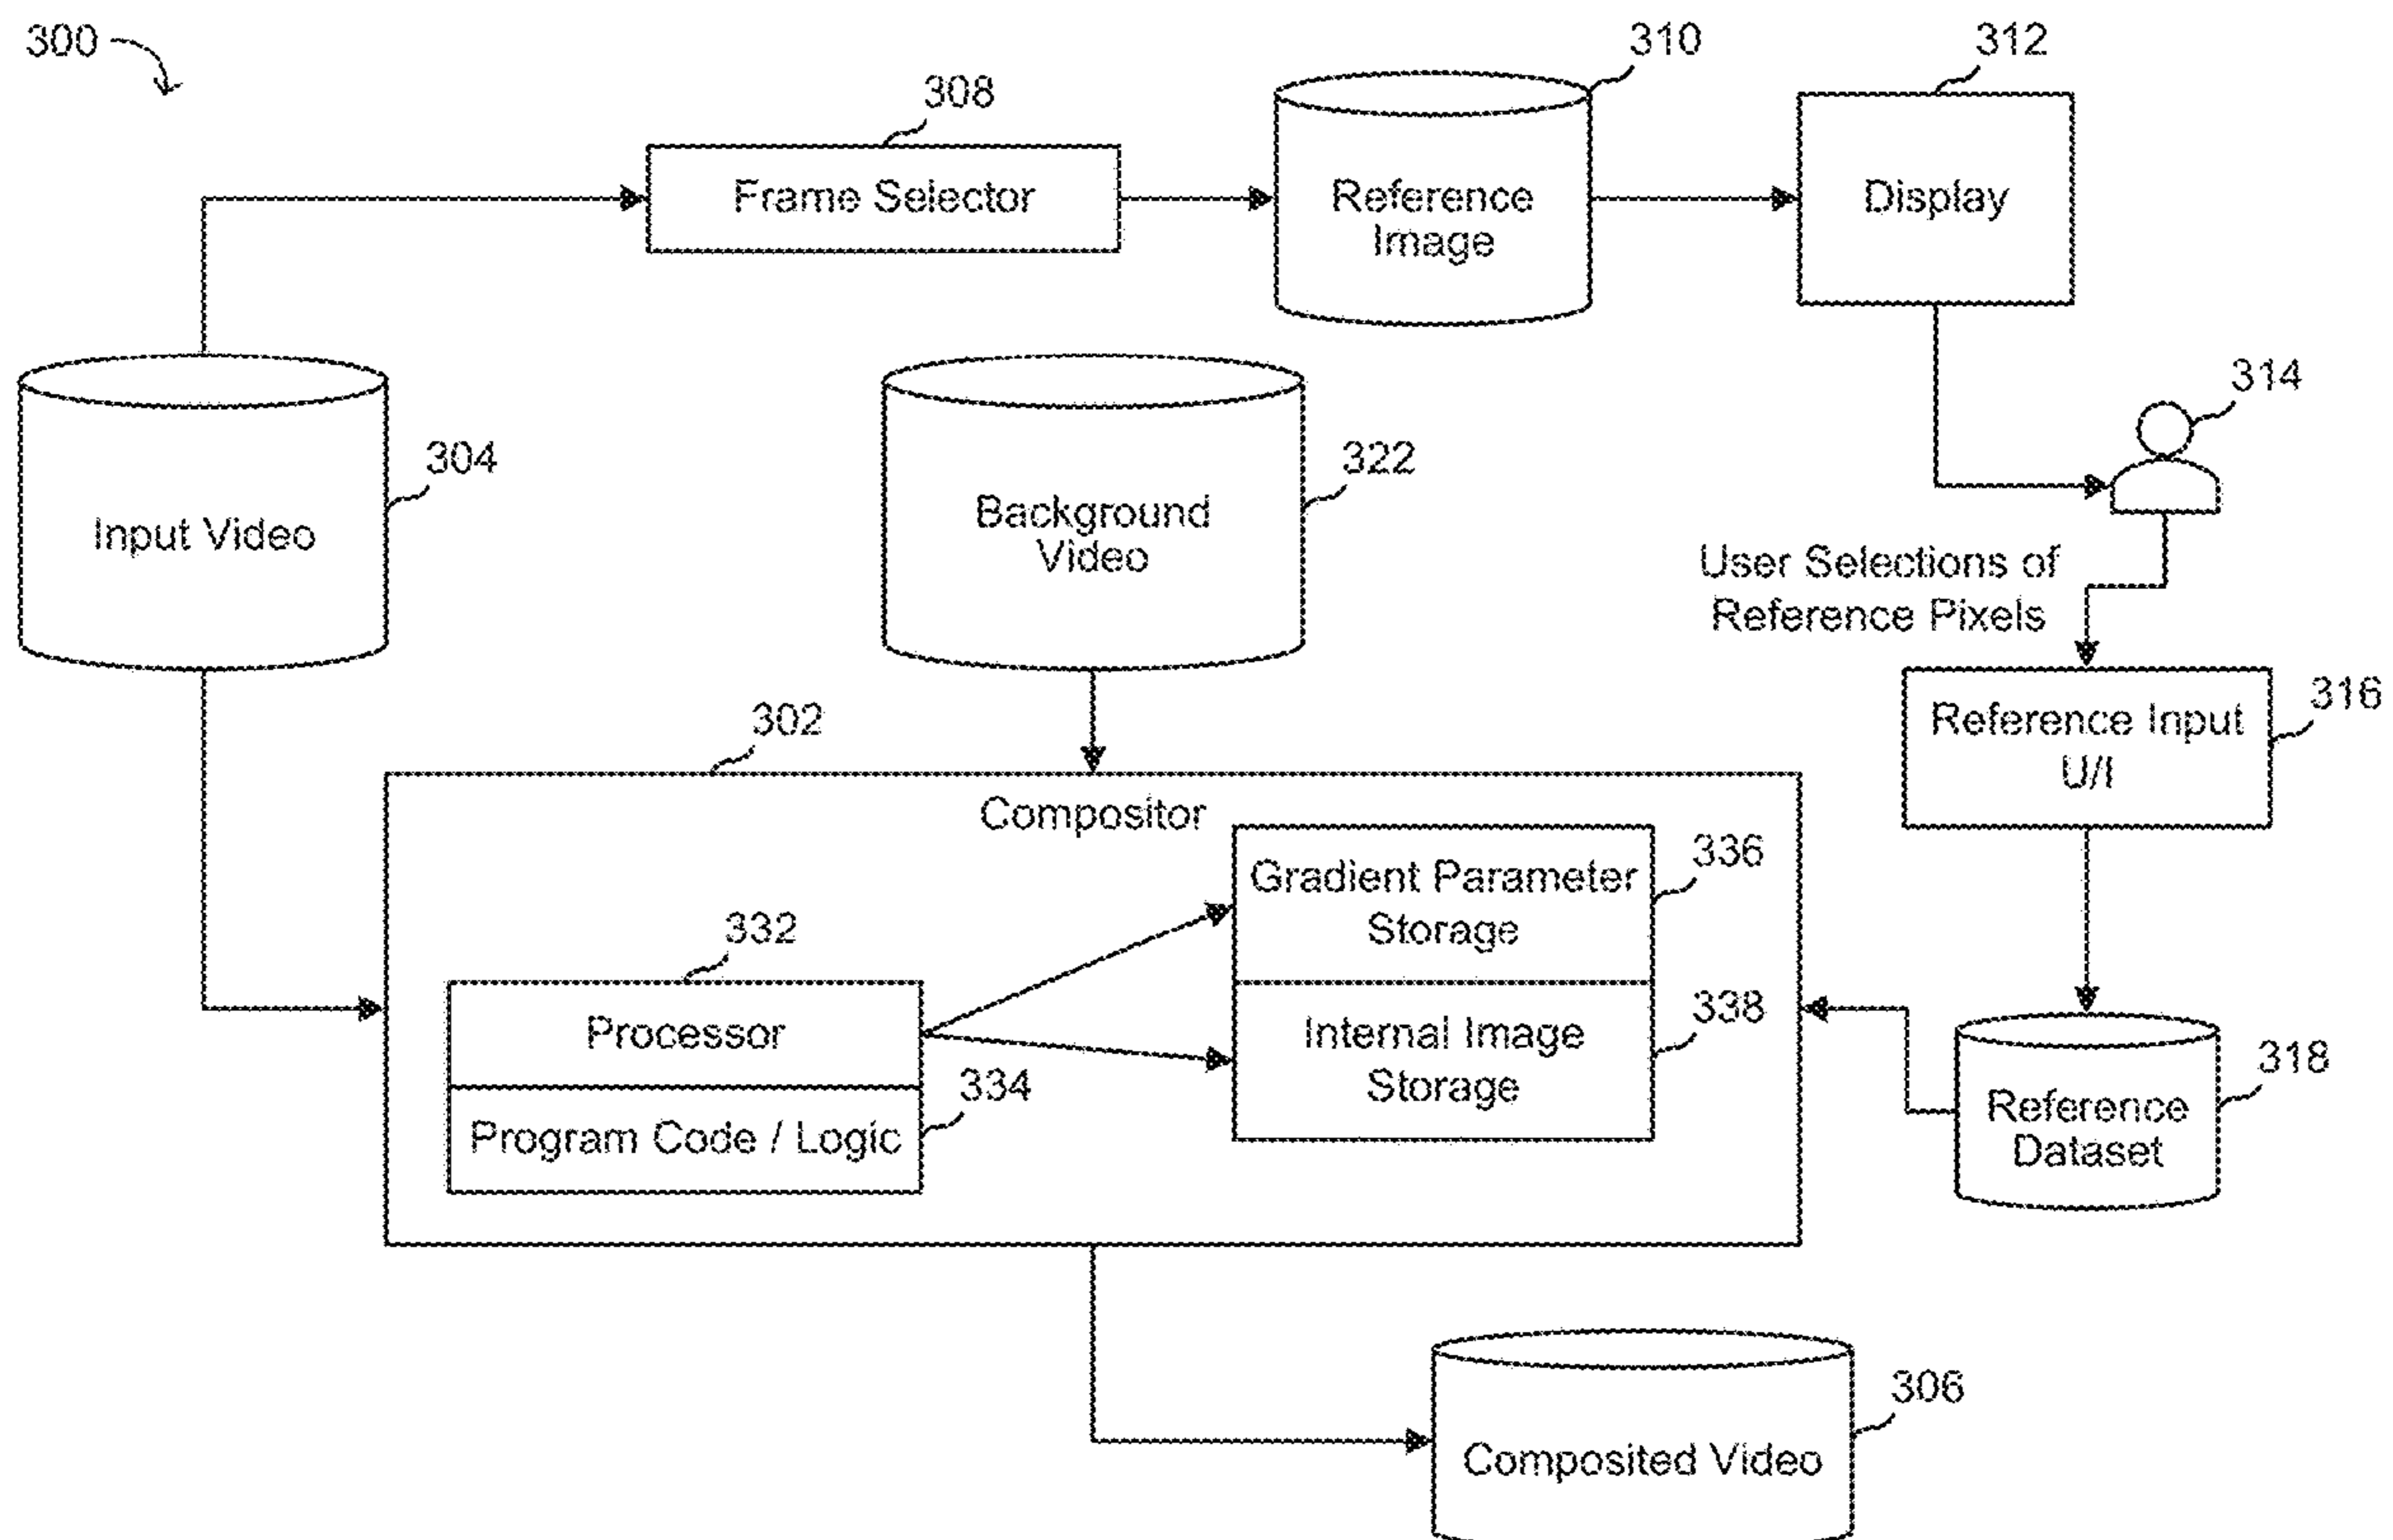 300
308
310
312
Frame Selector
Reference
Image
Display
304
322
314
Input Video
Background
Video
User Selections of
Reference Pixels
302
316
Reference Input
U/I
Compositor
336
Gradient Parameter
Storage
332
338
Processor
Internal Image
Storage
334
Program Code / Logic
318
Reference
Dataset
306
Composited Video